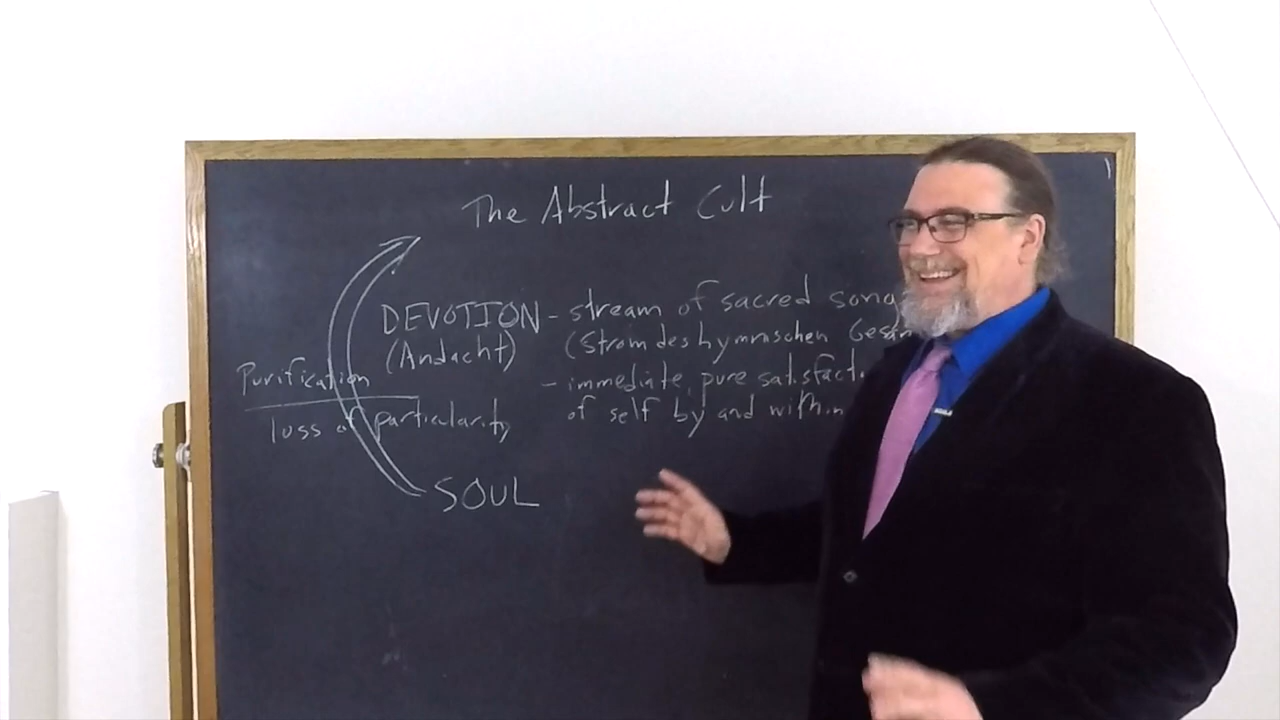 The Abstract Cult
DEVOTION - stream of sacred song
(Andacht) (Strom des hymnischen Gesan
Purification - immediate, pure satisfact
loss of particularity of self by and within
SOUL